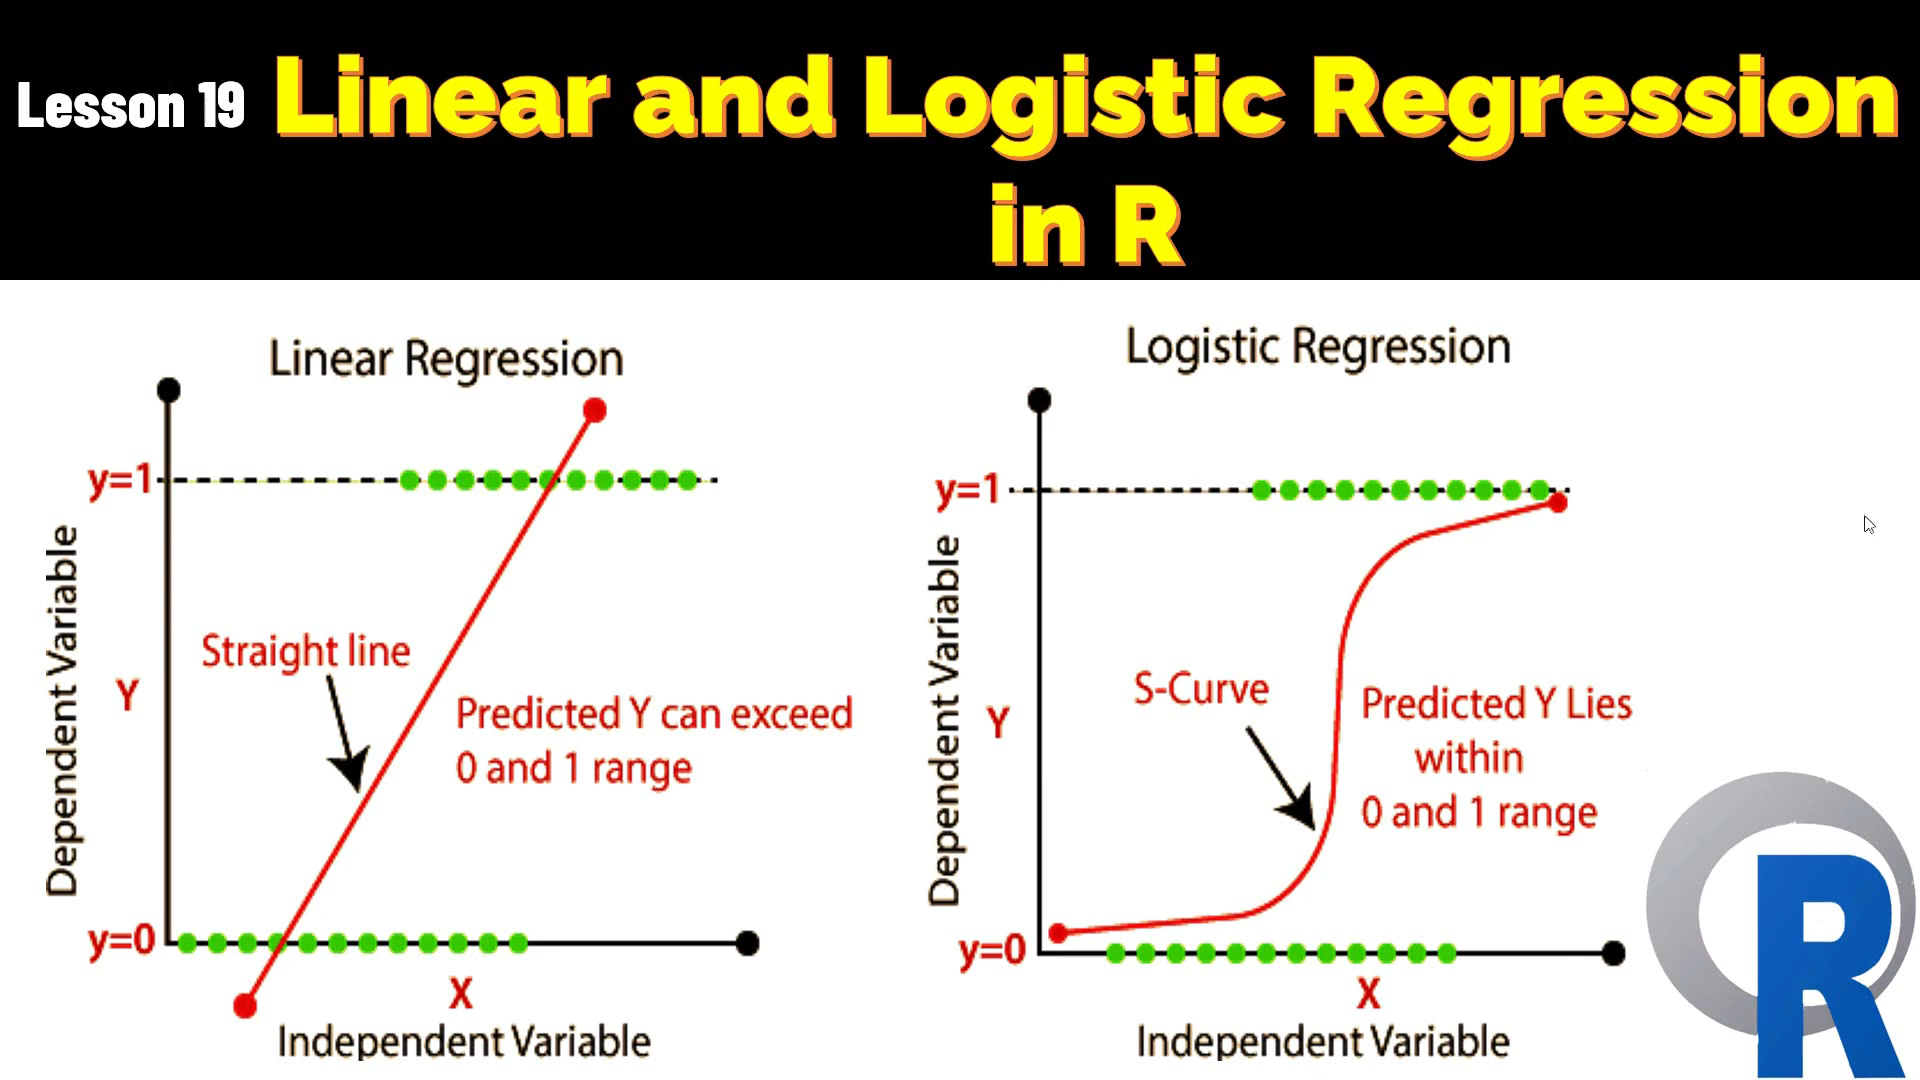 Lesson 19
Linear and Logistic Regression
in R
Linear Regression
y=1
Dependent Variable
Y
Straight line
Predicted Y can exceed
0 and 1 range
y=0
X
Independent Variable
Logistic Regression
y=1
Dependent Variable
Y
S-Curve
Predicted Y Lies
within
0 and 1 range
y=0
X
Independent Variable
R